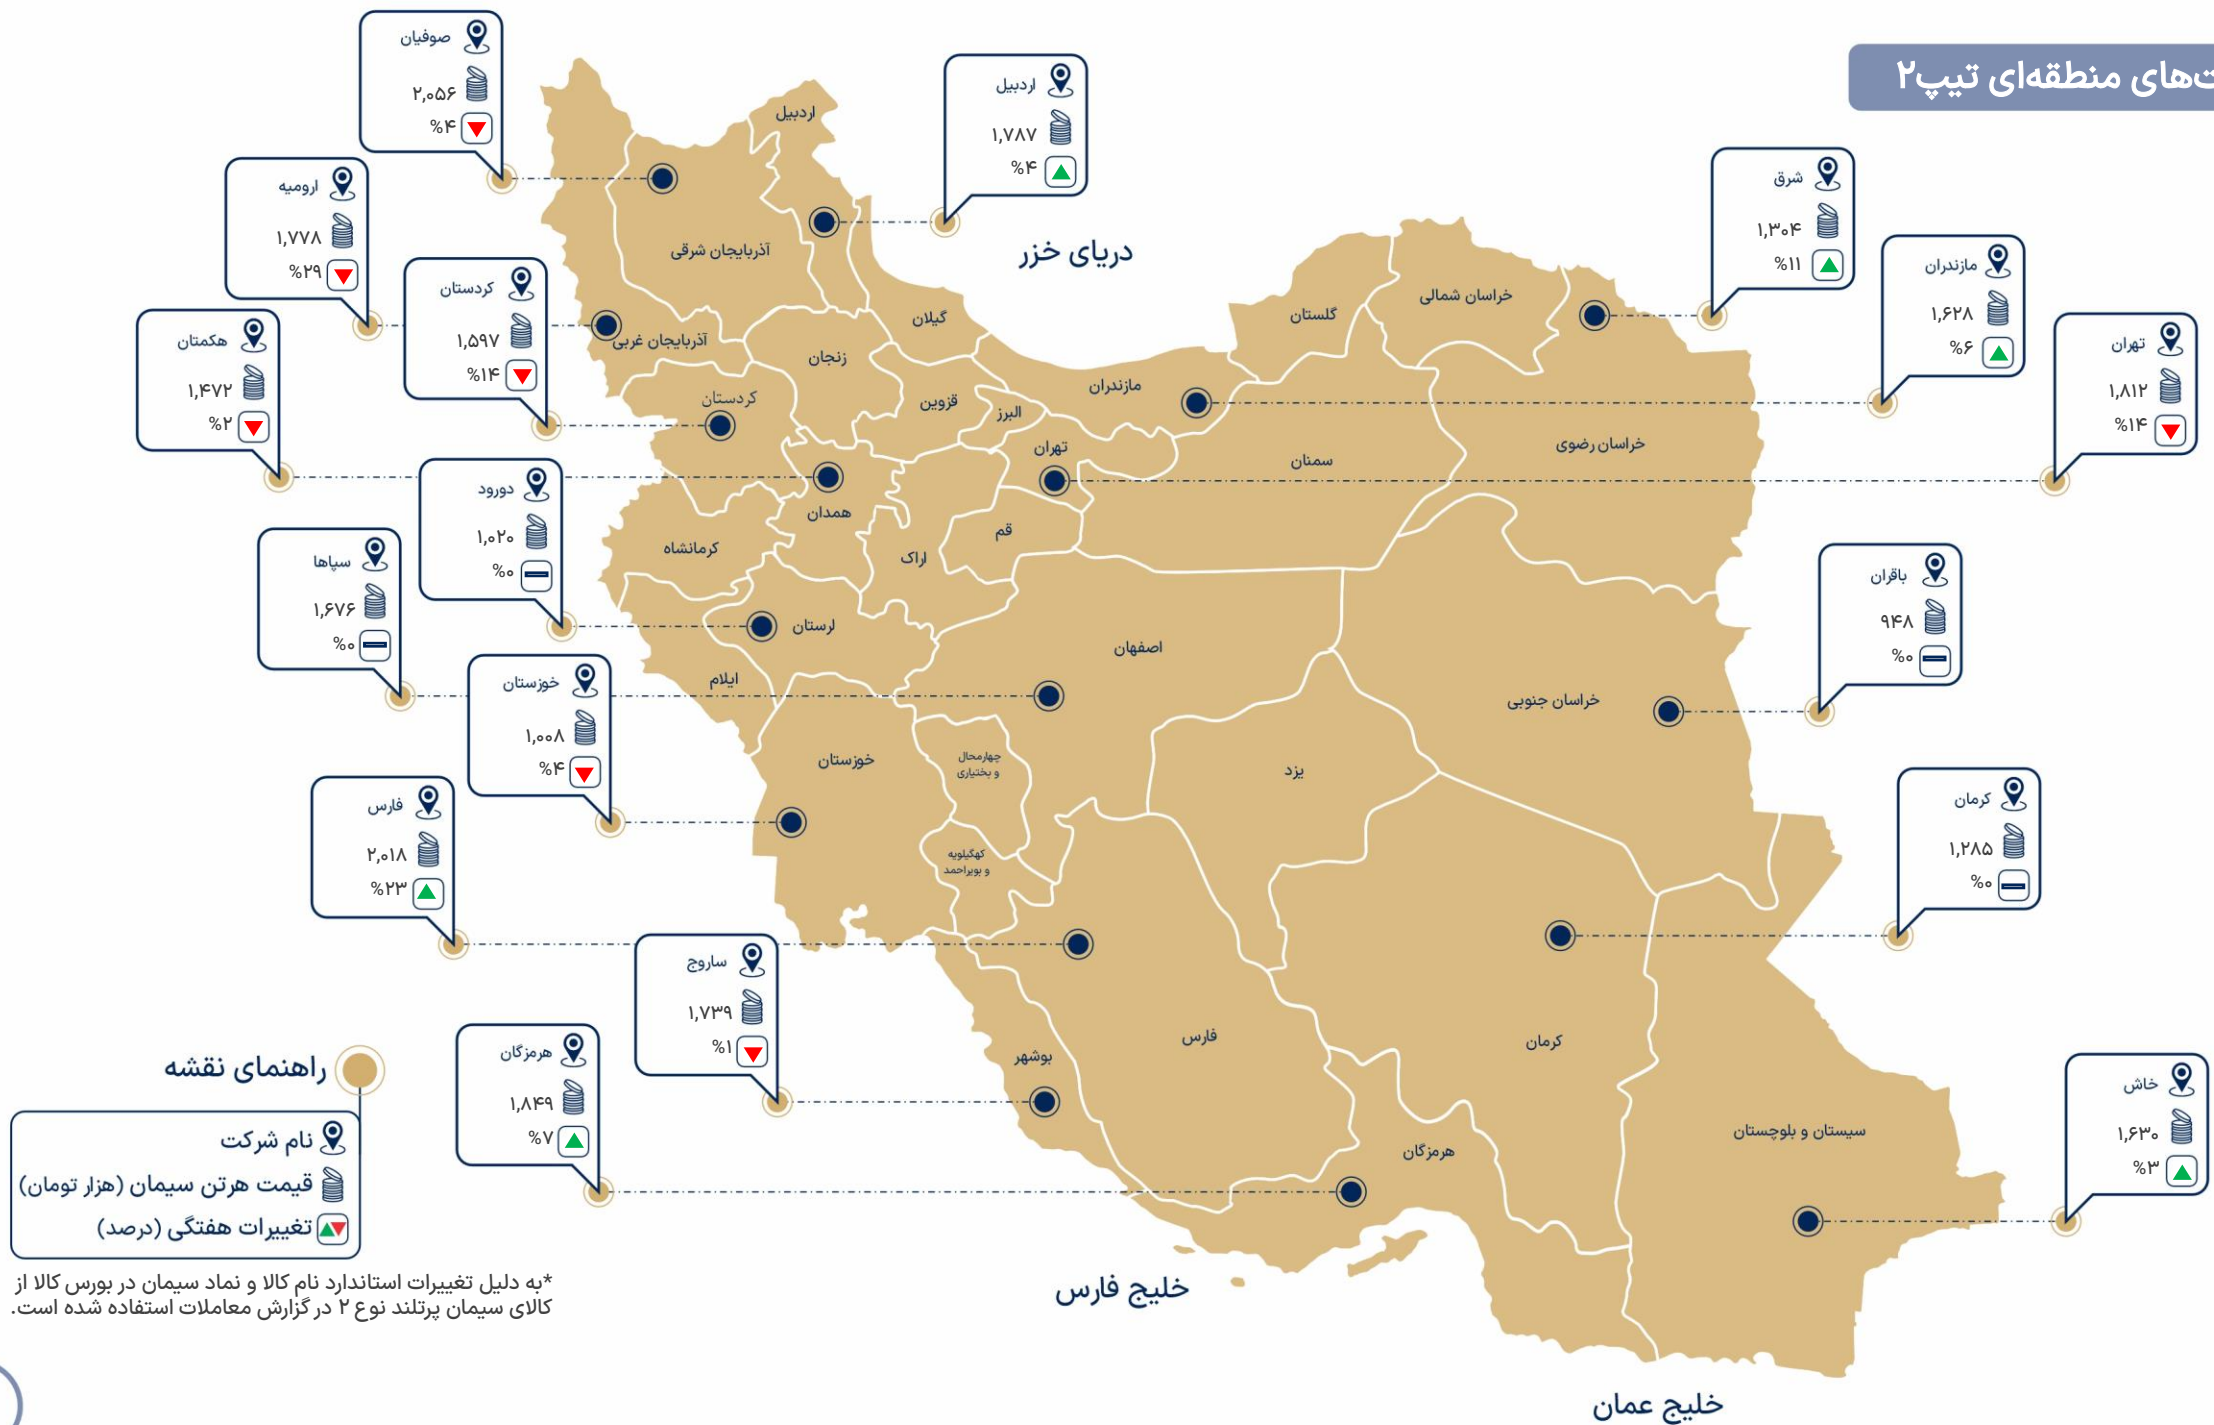 ت‌های منطقه‌ای تیپ۲
صوفیان
۲,۰۵۶
%۴
اردبیل
۱,۷۸۷
%۴
شرق
۱,۳۰۴
%۱۱
ارومیه
۱,۷۷۸
%۲۹
مازندران
۱,۶۲۸
%۶
کردستان
۱,۵۹۷
%۱۴
تهران
۱,۸۱۲
%۱۴
هکمتان
۱,۴۷۲
%۲
دورود
۱,۰۲۰
%۰
سپاها
۱,۶۷۶
%۰
باقران
۹۴۸
%۰
خوزستان
۱,۰۰۸
%۴
فارس
۲,۰۱۸
%۲۳
کرمان
۱,۲۸۵
%۰
ساروج
۱,۷۳۹
%۱
هرمزگان
۱,۸۴۹
%۷
خاش
۱,۶۳۰
%۳
اردبیل
آذربایجان شرقی
دریای خزر
گیلان
آذربایجان غربی
زنجان
گلستان
خراسان شمالی
مازندران
کردستان
قزوین
البرز
تهران
سمنان
خراسان رضوی
همدان
قم
اراک
کرمانشاه
لرستان
اصفهان
ایلام
خراسان جنوبی
خوزستان
چهارمحال
و بختیاری
یزد
کهگیلویه
و بویراحمد
فارس
کرمان
بوشهر
هرمزگان
سیستان و بلوچستان
خلیج فارس
خلیج عمان
راهنمای نقشه
نام شرکت
قیمت هرتن سیمان (هزار تومان)
تغییرات هفتگی (درصد)
*به دلیل تغییرات استاندارد نام کالا و نماد سیمان در بورس کالا از
کالای سیمان پرتلند نوع ۲ در گزارش معاملات استفاده شده است.